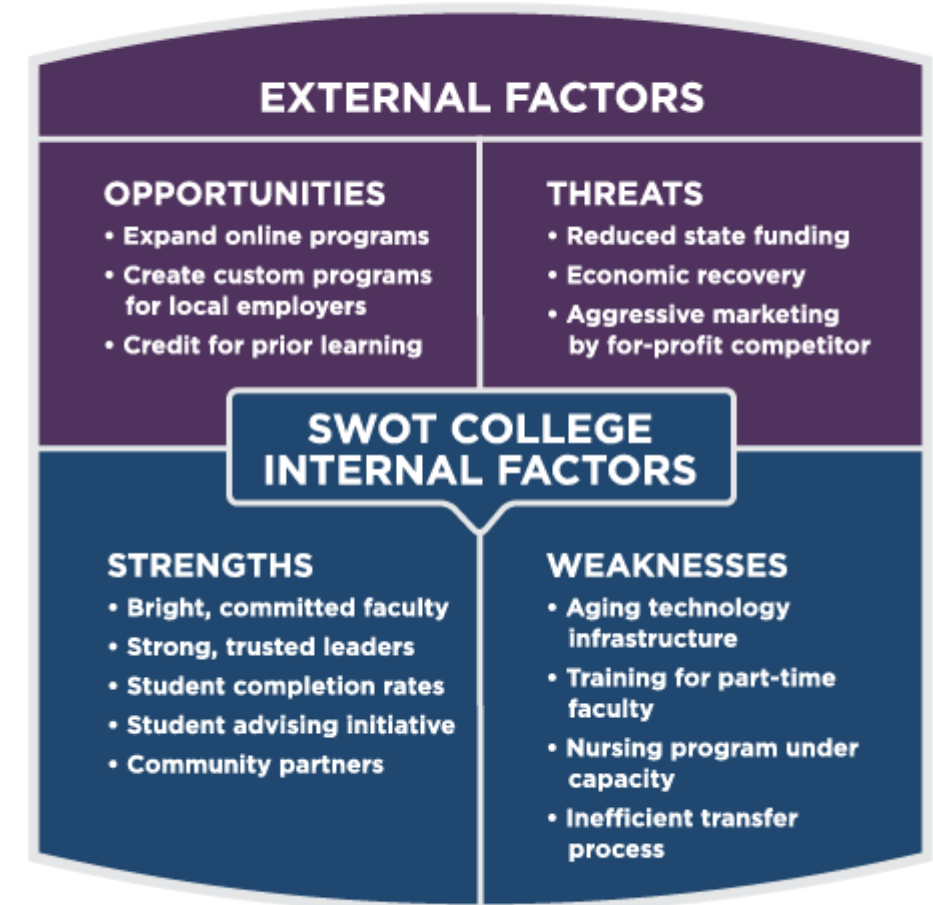 EXTERNAL FACTORS
OPPORTUNITIES
• Expand online programs
• Create custom programs
for local employers
• Credit for prior learning
THREATS
• Reduced state funding
• Economic recovery
• Aggressive marketing
by for-profit competitor
SWOT COLLEGE
INTERNAL FACTORS
STRENGTHS
• Bright, committed faculty
• Strong, trusted leaders
• Student completion rates
• Student advising initiative
• Community partners
WEAKNESSES
• Aging technology
infrastructure
• Training for part-time
faculty
• Nursing program under
capacity
• Inefficient transfer
process